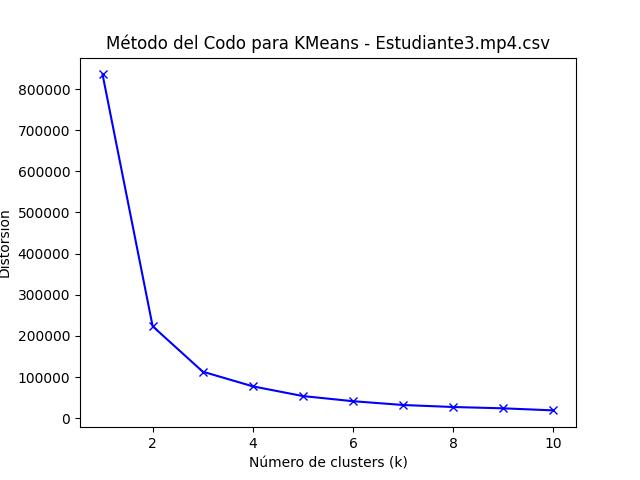 Método del Codo para KMeans - Estudiante3.mp4.csv
800000
700000
600000
500000
400000
300000
200000
100000
0
Distorsion
2 4 6 8 10
Número de clusters (k)